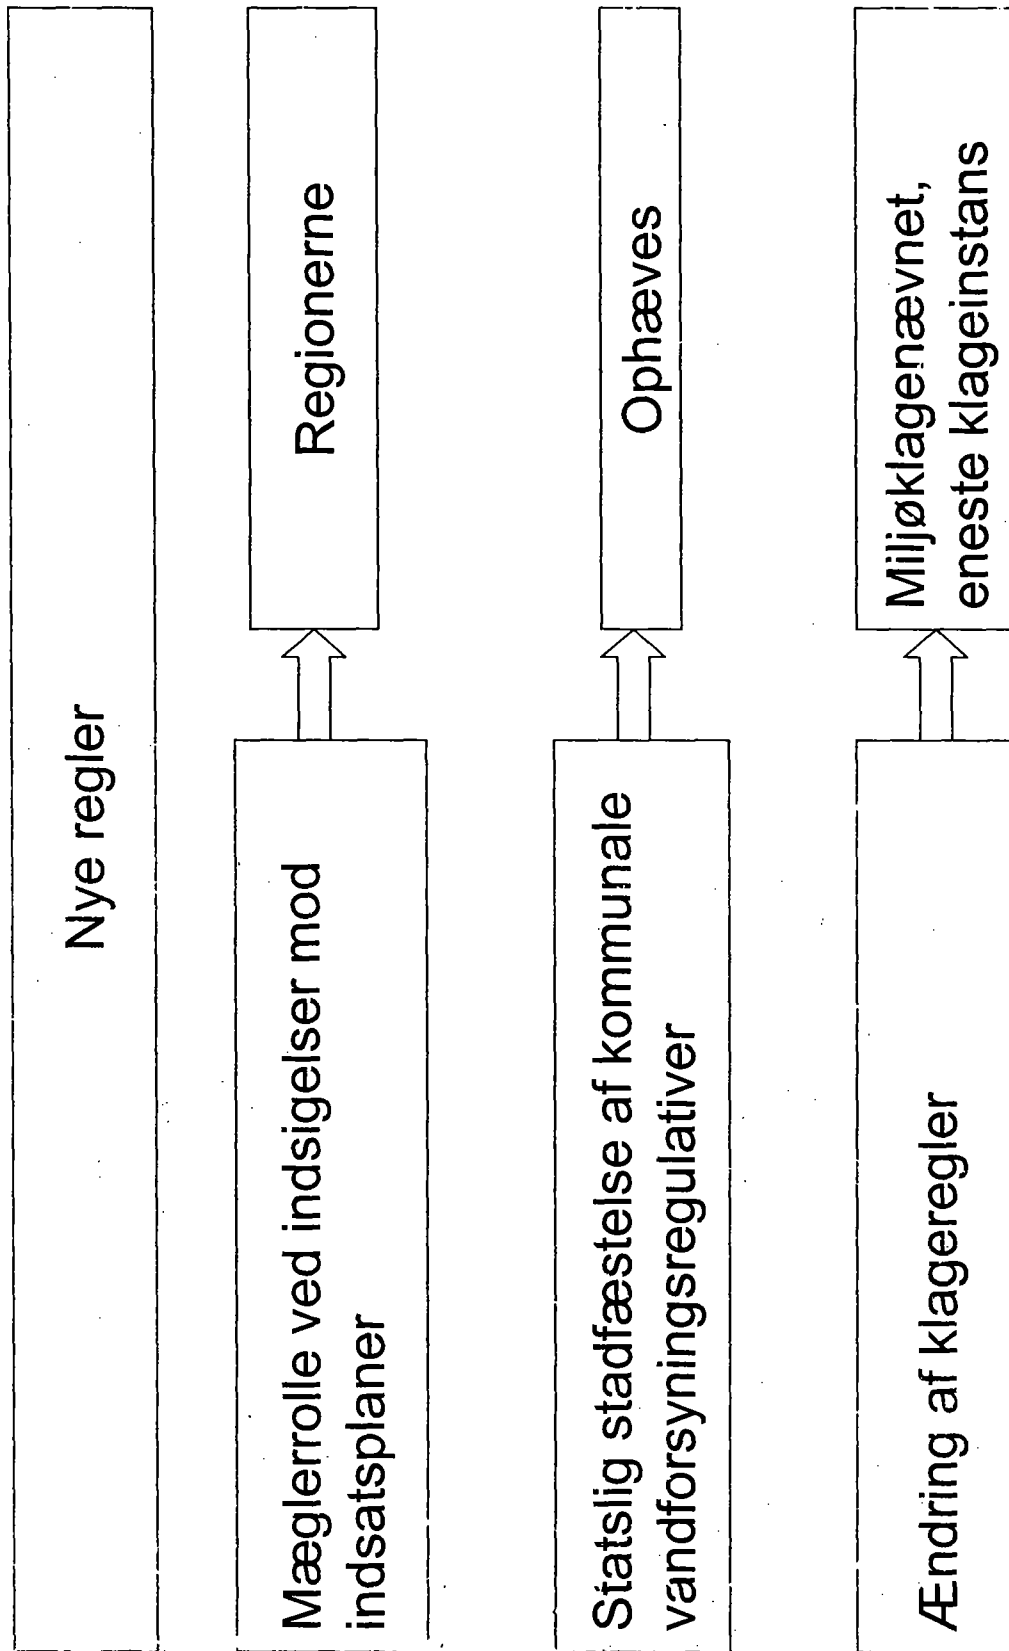 Nye regler
Mæglerrolle ved indsigelser mod
indsatsplaner
Regionerne
Statslig stadfæstelse af kommunale
vandforsyningsregulativer
Ophæves
Ændring af klageregler
Miljøklagenævnet,
eneste klageinstans